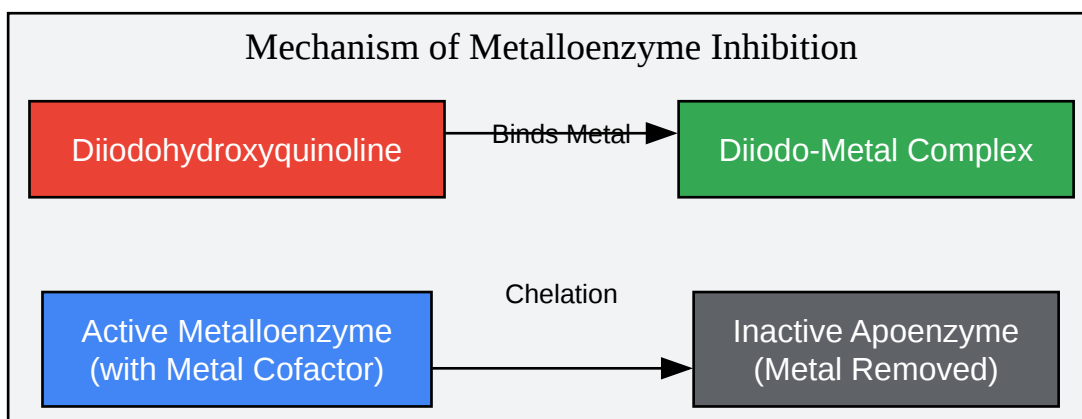 Mechanism of Metalloenzyme Inhibition
Diiodohydroxyquinoline
Binds Metal
Diiodo-Metal Complex
Active Metalloenzyme
(with Metal Cofactor)
Chelation
Inactive Apoenzyme
(Metal Removed)